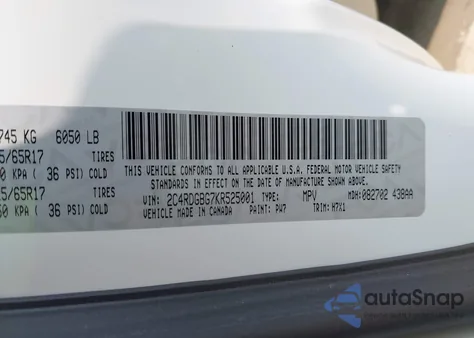 745 KG 6050 LB
5/65R17 TIRES
0 KPA ( 36 PSI) COLD
5/65R17 TIRES
50 KPA ( 36 PSI) COLD
THIS VEHICLE CONFORMS TO ALL APPLICABLE U.S.A. FEDERAL MOTOR VEHICLE SAFETY
STANDARDS IN EFFECT ON THE DATE OF MANUFACTURE SHOWN ABOVE.
VIN: 2C4RDGBG7KR525001 TYPE: MPV MDH: 082702 438AA
VEHICLE MADE IN CANADA PAINT: PW7 TRIM: H7X1
autoSnap